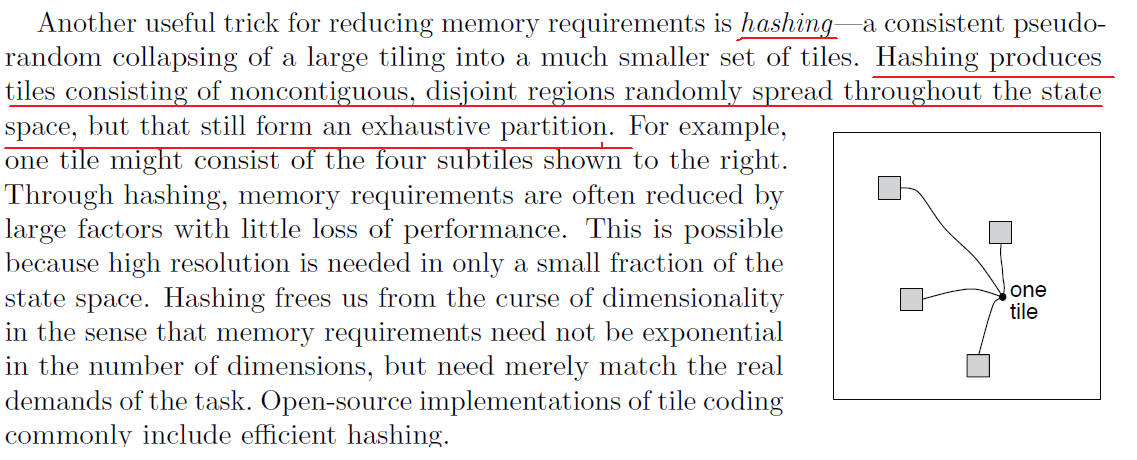 Another useful trick for reducing memory requirements is hashing—a consistent pseudo-
random collapsing of a large tiling into a much smaller set of tiles. Hashing produces
tiles consisting of noncontiguous, disjoint regions randomly spread throughout the state
space, but that still form an exhaustive partition. For example,
one tile might consist of the four subtiles shown to the right.
Through hashing, memory requirements are often reduced by
large factors with little loss of performance. This is possible
because high resolution is needed in only a small fraction of the
state space. Hashing frees us from the curse of dimensionality
in the sense that memory requirements need not be exponential
in the number of dimensions, but need merely match the real
demands of the task. Open-source implementations of tile coding
commonly include efficient hashing.
one
tile